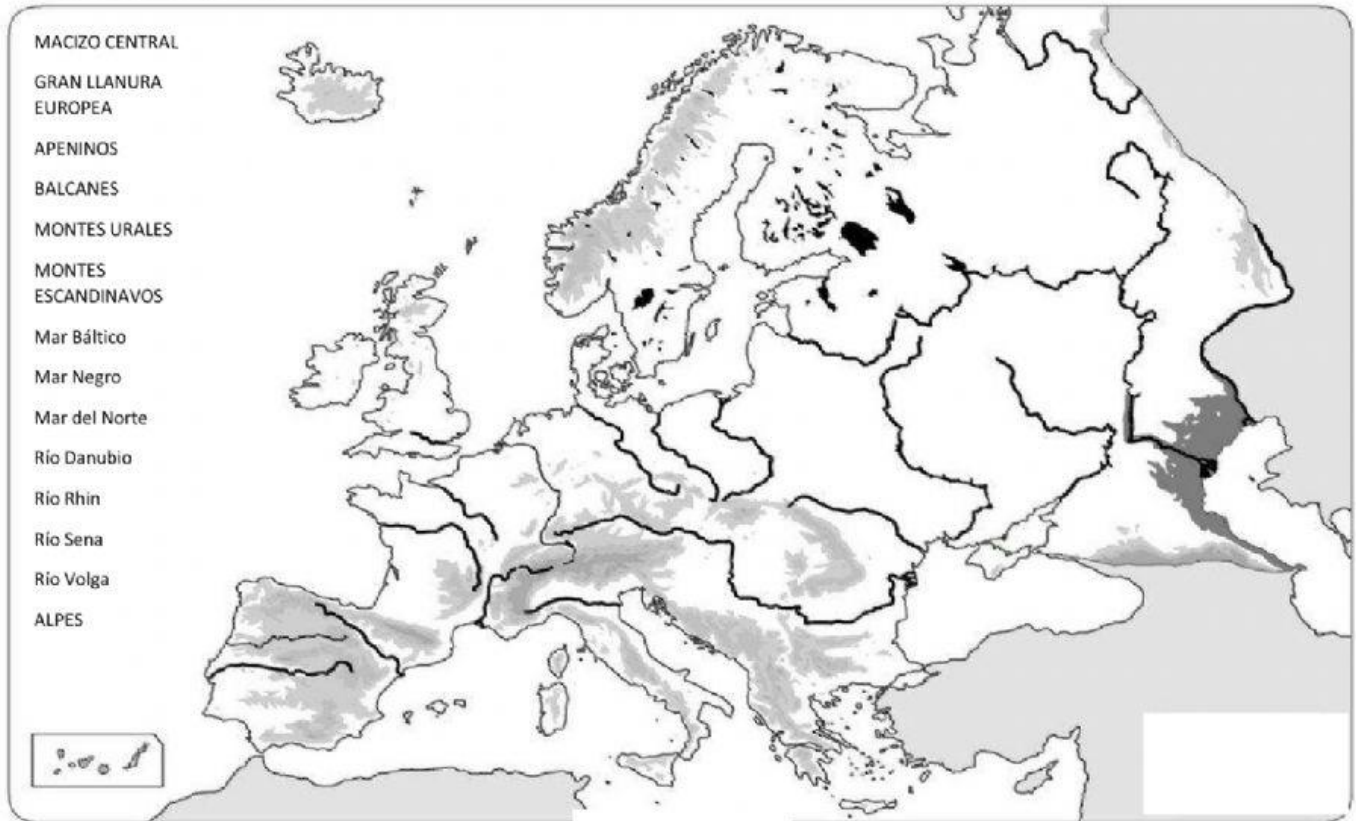 MACIZO CENTRAL
GRAN LLANURA
EUROPEA
APENINOS
BALCANES
MONTES URALES
MONTES
ESCANDINAVOS
Mar Báltico
Mar Negro
Mar del Norte
Río Danubio
Río Rhin
Río Sena
Río Volga
ALPES